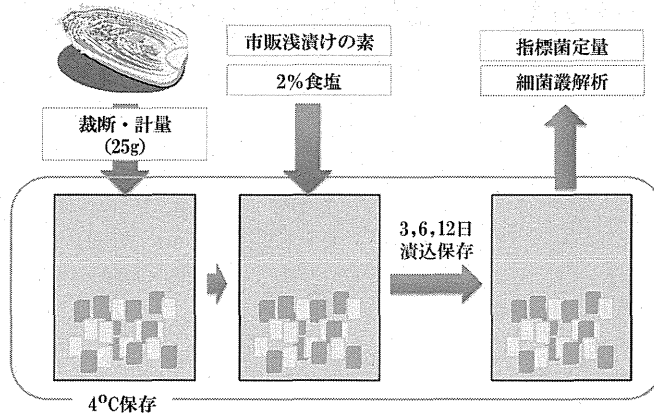 市販浅漬けの素
2%食塩
指標菌定量
細菌叢解析
裁断・計量
(25g)
3,6,12日
漬込保存
4°C保存